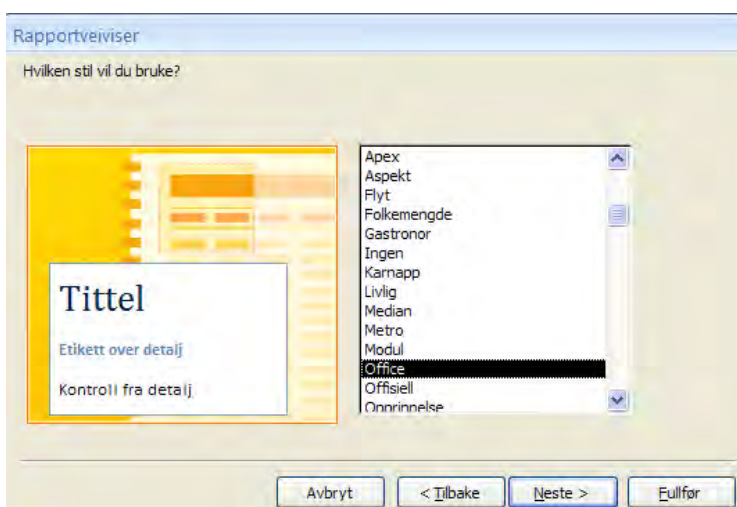 Rapportveiviser
Hvilken stil vil du bruke?
Tittel
Etikett over detalj
Kontroll fra detalj
Apex
Aspekt
Flyt
Folkemengde
Gastronor
Ingen
Karnapp
Livlig
Median
Metro
Modul
Office
Offisiell
Opprinnelse
Avbryt
< Tilbake
Neste >
Fullfør